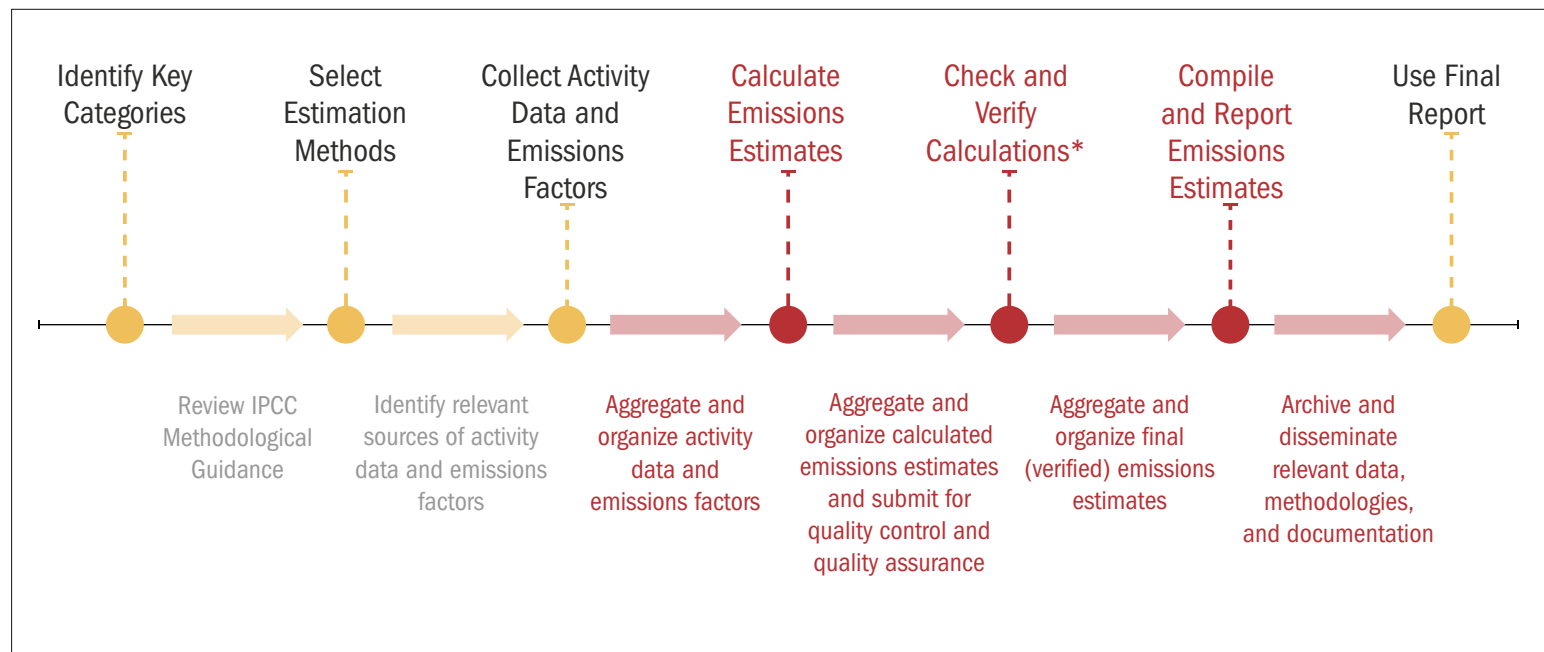 Identify Key
Categories
Select
Estimation
Methods
Collect Activity
Data and
Emissions
Factors
Calculate
Emissions
Estimates
Check and
Verify
Calculations*
Compile
and Report
Emissions
Estimates
Use Final
Report
Review IPCC
Methodological
Guidance
Identify relevant
sources of activity
data and emissions
factors
Aggregate and
organize activity
data and
emissions factors
Aggregate and
organize calculated
emissions estimates
and submit for
quality control and
quality assurance
Aggregate and
organize final
(verified) emissions
estimates
Archive and
disseminate
relevant data,
methodologies,
and documentation